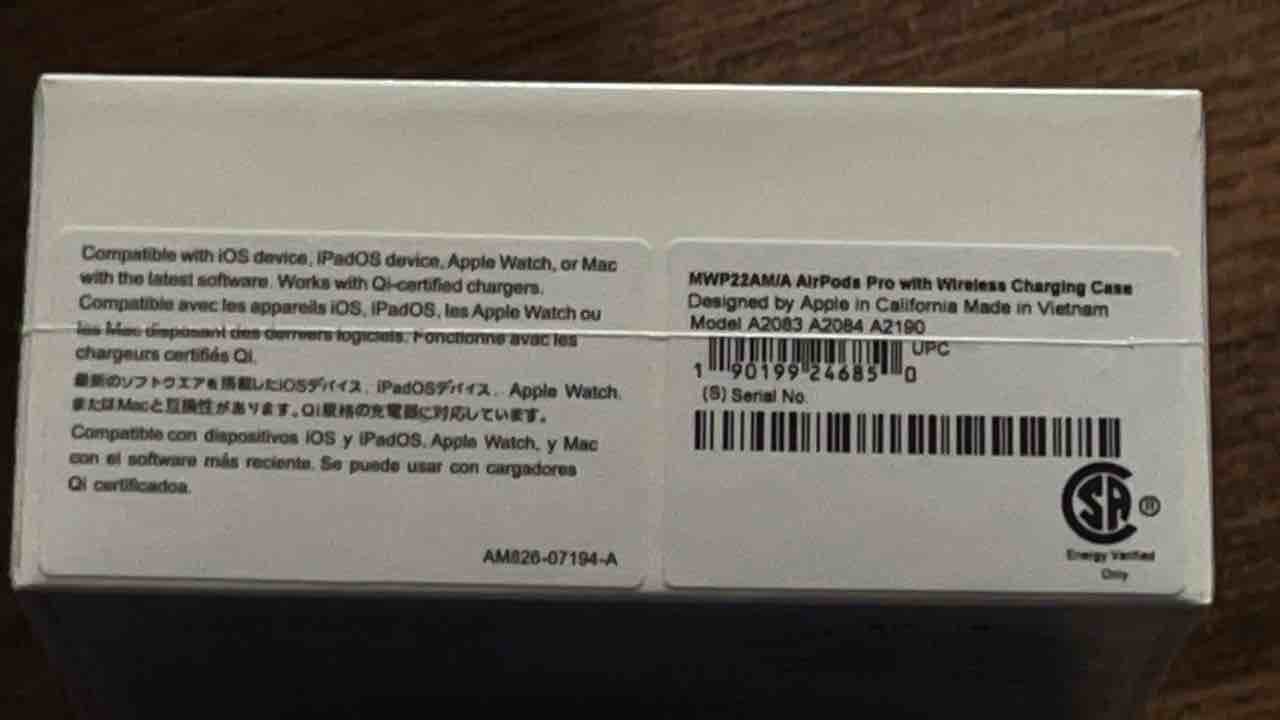 Compatible with iOS device, iPadOS device, Apple Watch, or Mac
with the latest software. Works with Qi-certified chargers.
Compatible avec les appareils iOS, iPadOS, les Apple Watch ou
les Mac disposant des derniers logiciels. Fonctionne avec les
chargeurs certifiés Qi.
最新のソフトウエアを搭載したiOSデバイス、iPadOSデバイス、Apple Watch、
またはMacと互換性があります。Qi規格の充電器に対応しています。
Compatible con dispositivos iOS y iPadOS, Apple Watch, y Mac
con el software más reciente. Se puede usar con cargadores
Qi certificados.
AM826-07194-A
MWP22AM/A AirPods Pro with Wireless Charging Case
Designed by Apple in California Made in Vietnam
Model A2083 A2084 A2190
UPC
1 90199 24685 0
(S) Serial No.
SA ®
Energy Verified
Only